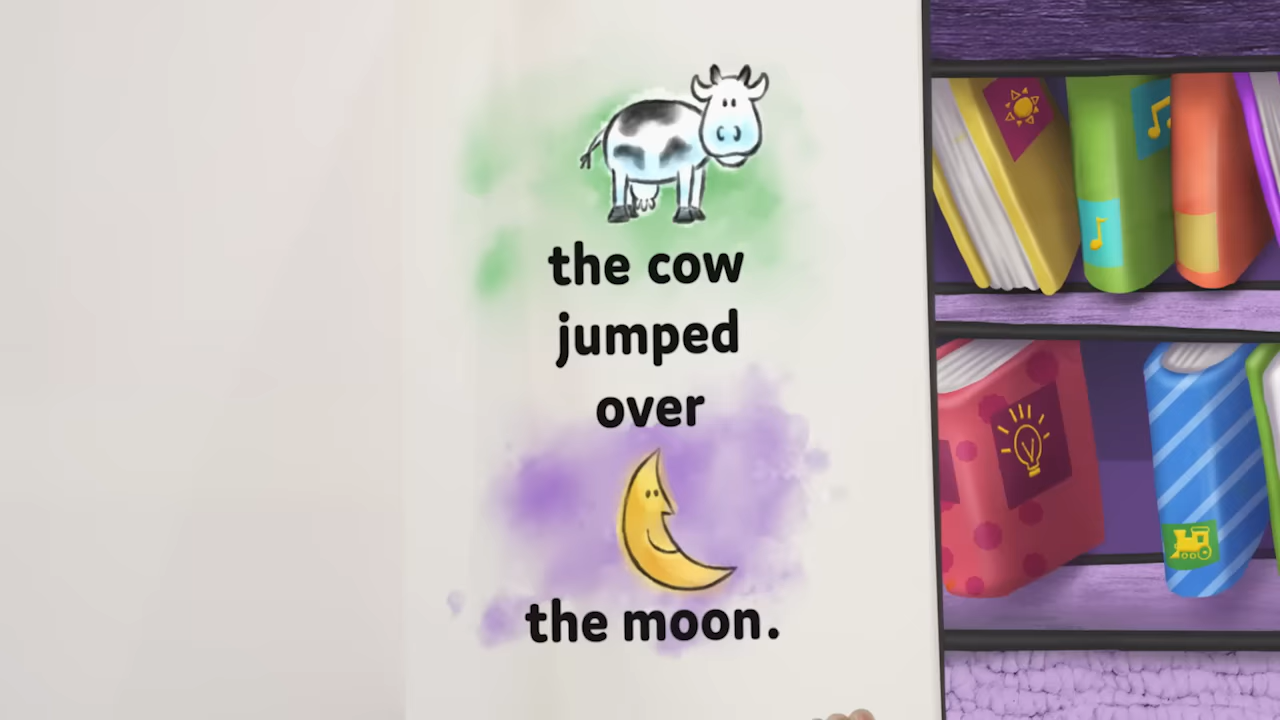 the cow
jumped
over
the moon.